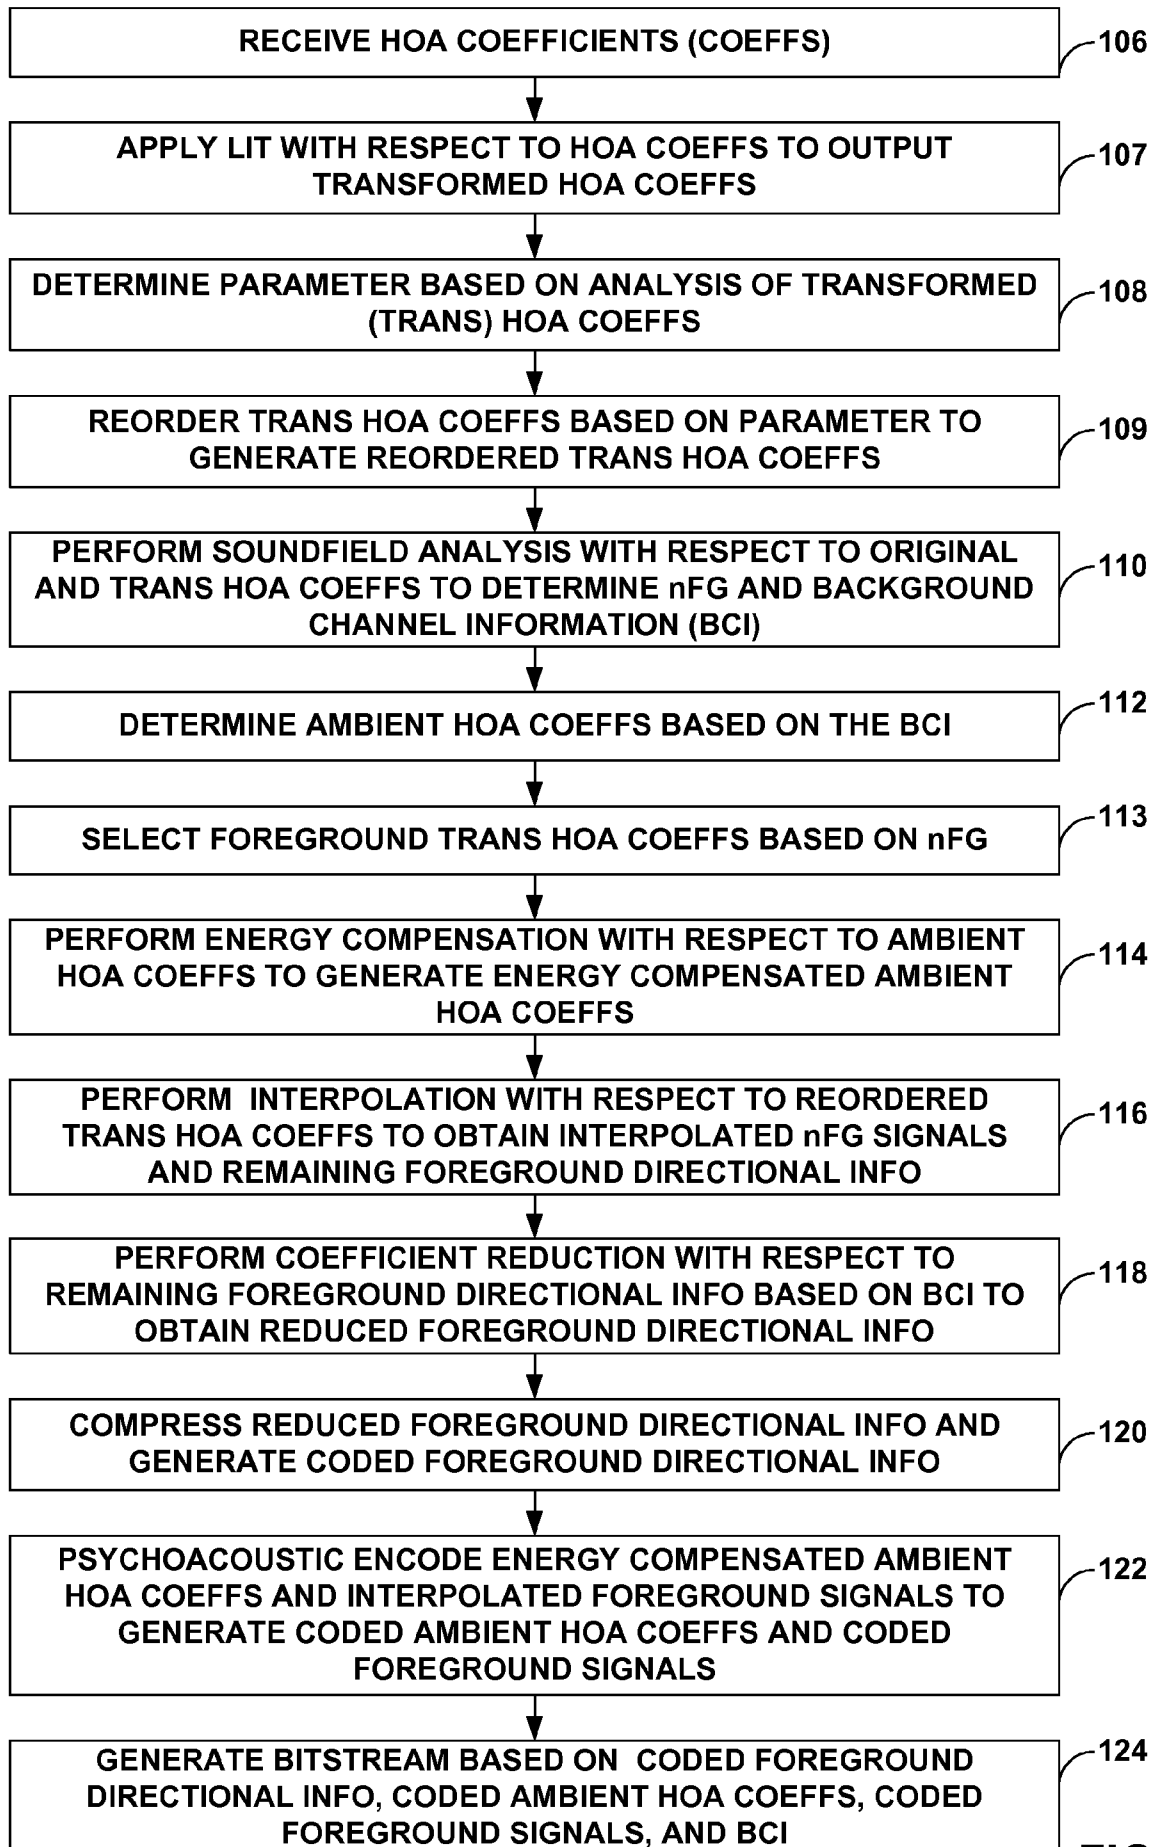 RECEIVE HOA COEFFICIENTS (COEFFS)
106
APPLY LIT WITH RESPECT TO HOA COEFFS TO OUTPUT
TRANSFORMED HOA COEFFS
107
DETERMINE PARAMETER BASED ON ANALYSIS OF TRANSFORMED
(TRANS) HOA COEFFS
108
REORDER TRANS HOA COEFFS BASED ON PARAMETER TO
GENERATE REORDERED TRANS HOA COEFFS
109
PERFORM SOUNDFIELD ANALYSIS WITH RESPECT TO ORIGINAL
AND TRANS HOA COEFFS TO DETERMINE nFG AND BACKGROUND
CHANNEL INFORMATION (BCI)
110
DETERMINE AMBIENT HOA COEFFS BASED ON THE BCI
112
SELECT FOREGROUND TRANS HOA COEFFS BASED ON nFG
113
PERFORM ENERGY COMPENSATION WITH RESPECT TO AMBIENT
HOA COEFFS TO GENERATE ENERGY COMPENSATED AMBIENT
HOA COEFFS
114
PERFORM INTERPOLATION WITH RESPECT TO REORDERED
TRANS HOA COEFFS TO OBTAIN INTERPOLATED nFG SIGNALS
AND REMAINING FOREGROUND DIRECTIONAL INFO
116
PERFORM COEFFICIENT REDUCTION WITH RESPECT TO
REMAINING FOREGROUND DIRECTIONAL INFO BASED ON BCI TO
OBTAIN REDUCED FOREGROUND DIRECTIONAL INFO
118
COMPRESS REDUCED FOREGROUND DIRECTIONAL INFO AND
GENERATE CODED FOREGROUND DIRECTIONAL INFO
120
PSYCHOACOUSTIC ENCODE ENERGY COMPENSATED AMBIENT
HOA COEFFS AND INTERPOLATED FOREGROUND SIGNALS TO
GENERATE CODED AMBIENT HOA COEFFS AND CODED
FOREGROUND SIGNALS
122
GENERATE BITSTREAM BASED ON CODED FOREGROUND
DIRECTIONAL INFO, CODED AMBIENT HOA COEFFS, CODED
FOREGROUND SIGNALS, AND BCI
124